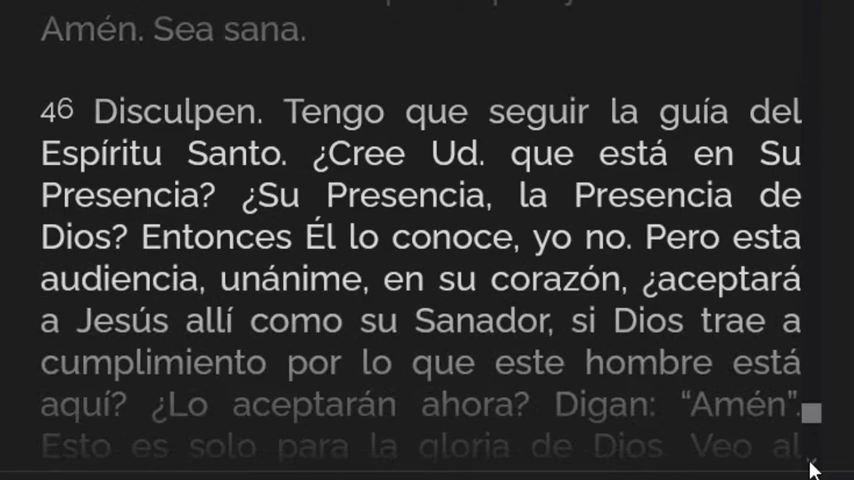 Amén. Sea sana.
46 Disculpen. Tengo que seguir la guía del
Espíritu Santo. ¿Cree Ud. que está en Su
Presencia? ¿Su Presencia, la Presencia de
Dios? Entonces Él lo conoce, yo no. Pero esta
audiencia, unánime, en su corazón, ¿aceptará
a Jesús allí como su Sanador, si Dios trae a
cumplimiento por lo que este hombre está
aquí? ¿Lo aceptarán ahora? Digan: “Amén”.
Esto es solo para la gloria de Dios. Veo al